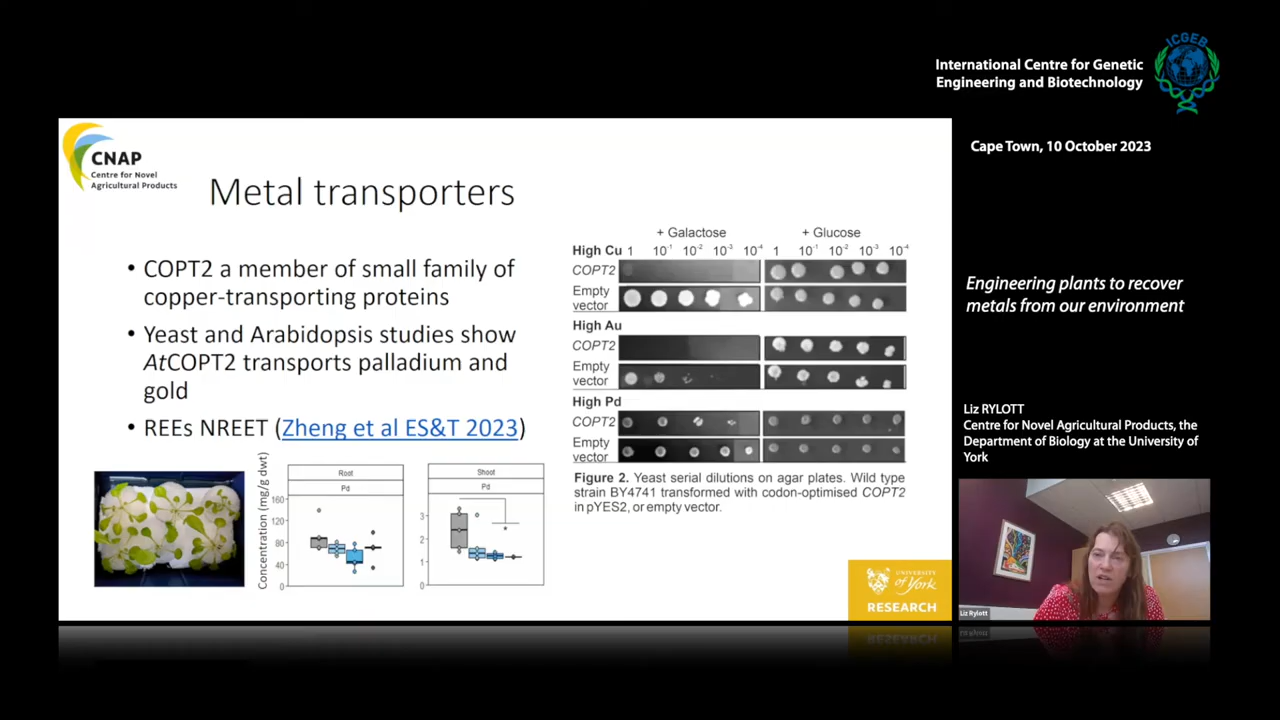 ICGEB
International Centre for Genetic
Engineering and Biotechnology
Cape Town, 10 October 2023
Engineering plants to recover
metals from our environment
Liz RYLOTT
Centre for Novel Agricultural Products, the
Department of Biology at the University of
York
Liz Rylott
CNAP
Centre for Novel
Agricultural Products
Metal transporters
• COPT2 a member of small family of
copper-transporting proteins
• Yeast and Arabidopsis studies show
AtCOPT2 transports palladium and
gold
• REEs NREET (Zheng et al ES&T 2023)
Concentration (mg/g dwt)
Root
Pd
160
120
80
40
0
Shoot
Pd
3
2
1
0
*
+ Galactose + Glucose
High Cu 1 10-1 10-2 10-3 10-4 1 10-1 10-2 10-3 10-4
COPT2
Empty
vector
High Au
COPT2
Empty
vector
High Pd
COPT2
Empty
vector
Figure 2. Yeast serial dilutions on agar plates. Wild type
strain BY4741 transformed with codon-optimised COPT2
in pYES2, or empty vector.
UNIVERSITY
of York
RESEARCH